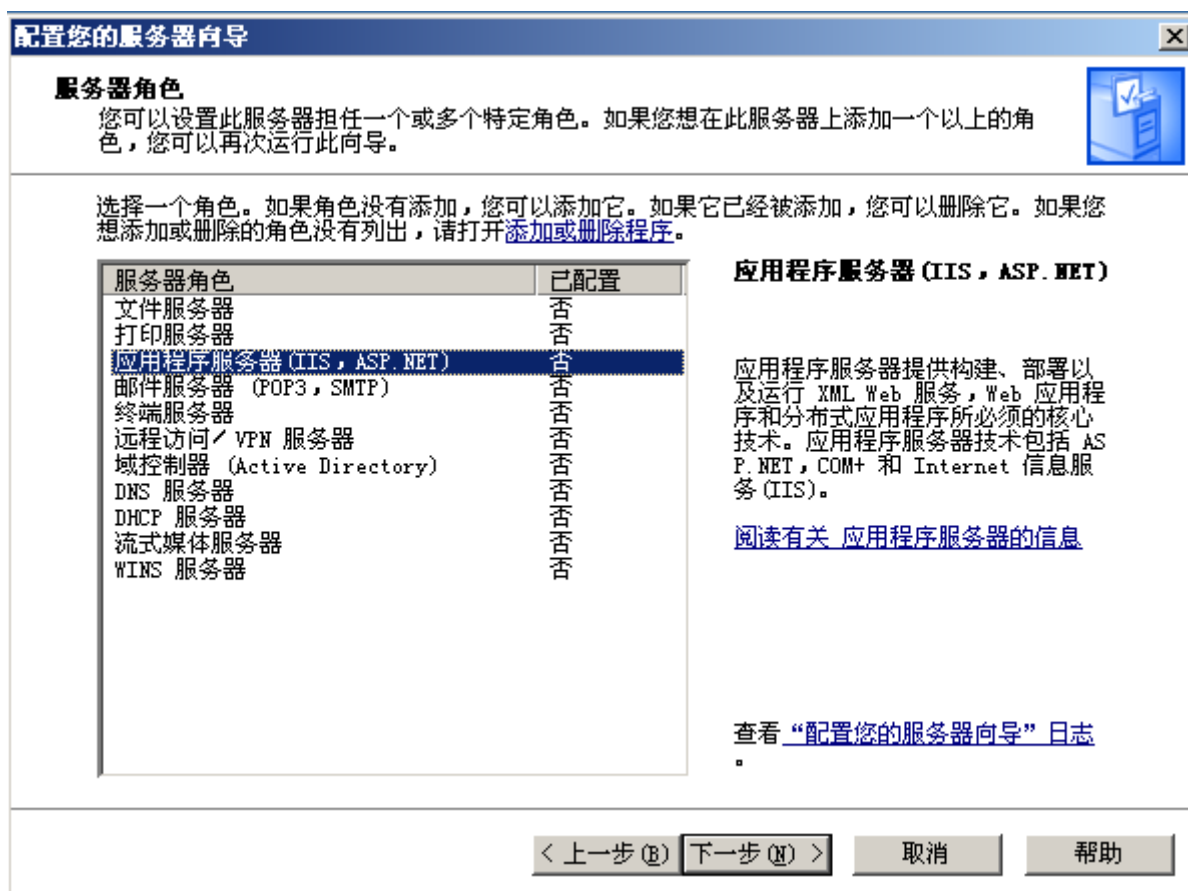 配置您的服务器向导
服务器角色
您可以设置此服务器担任一个或多个特定角色。如果您想在此服务器上添加一个以上的角
色，您可以再次运行此向导。
选择一个角色。如果角色没有添加，您可以添加它。如果它已经被添加，您可以删除它。如果您
想添加或删除的角色没有列出，请打开添加或删除程序。
服务器角色 已配置
文件服务器 否
打印服务器 否
应用程序服务器(IIS，ASP.NET) 否
邮件服务器 (POP3，SMTP) 否
终端服务器 否
远程访问/VPN 服务器 否
域控制器 (Active Directory) 否
DNS 服务器 否
DHCP 服务器 否
流式媒体服务器 否
WINS 服务器 否
应用程序服务器(IIS，ASP.NET)
应用程序服务器提供构建、部署以
及运行 XML Web 服务，Web 应用程
序和分布式应用程序所必须的核心
技术。应用程序服务器技术包括 AS
P.NET，COM+ 和 Internet 信息服
务(IIS)。
阅读有关 应用程序服务器的信息
查看“配置您的服务器向导”日志
。
< 上一步(B) 下一步(N) > 取消 帮助